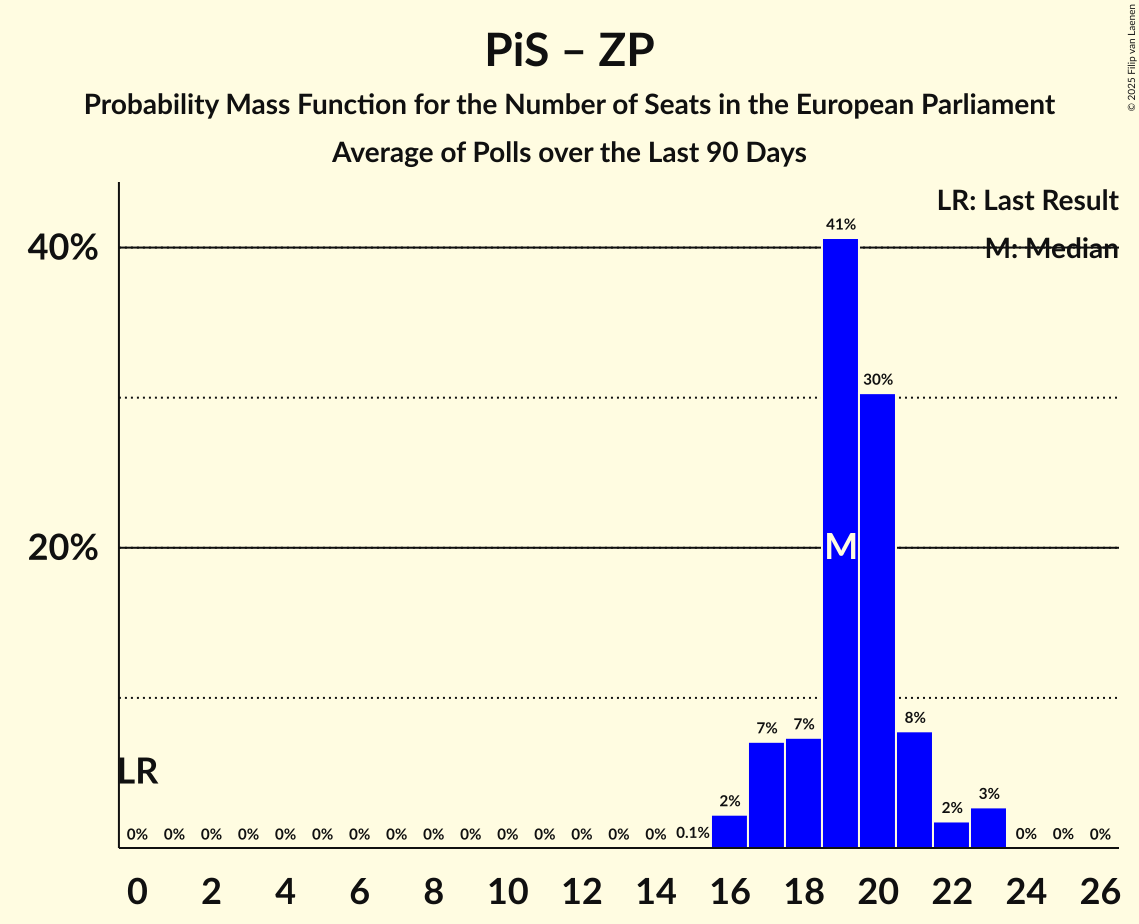 PiS – ZP
Probability Mass Function for the Number of Seats in the European Parliament
Average of Polls over the Last 90 Days
© 2025 Filip van Laenen
LR: Last Result
M: Median
40%
20%
41%
30%
M
LR
0% 0% 0% 0% 0% 0% 0% 0% 0% 0% 0% 0% 0% 0% 0% 0.1% 2% 7% 7% 8% 2% 3% 0% 0% 0%
0 2 4 6 8 10 12 14 16 18 20 22 24 26